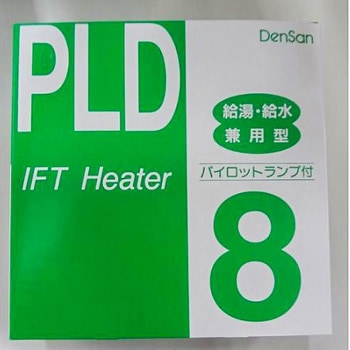 PLD
IFT Heater
DenSan
給湯・給水
兼用型
パイロットランプ付
8